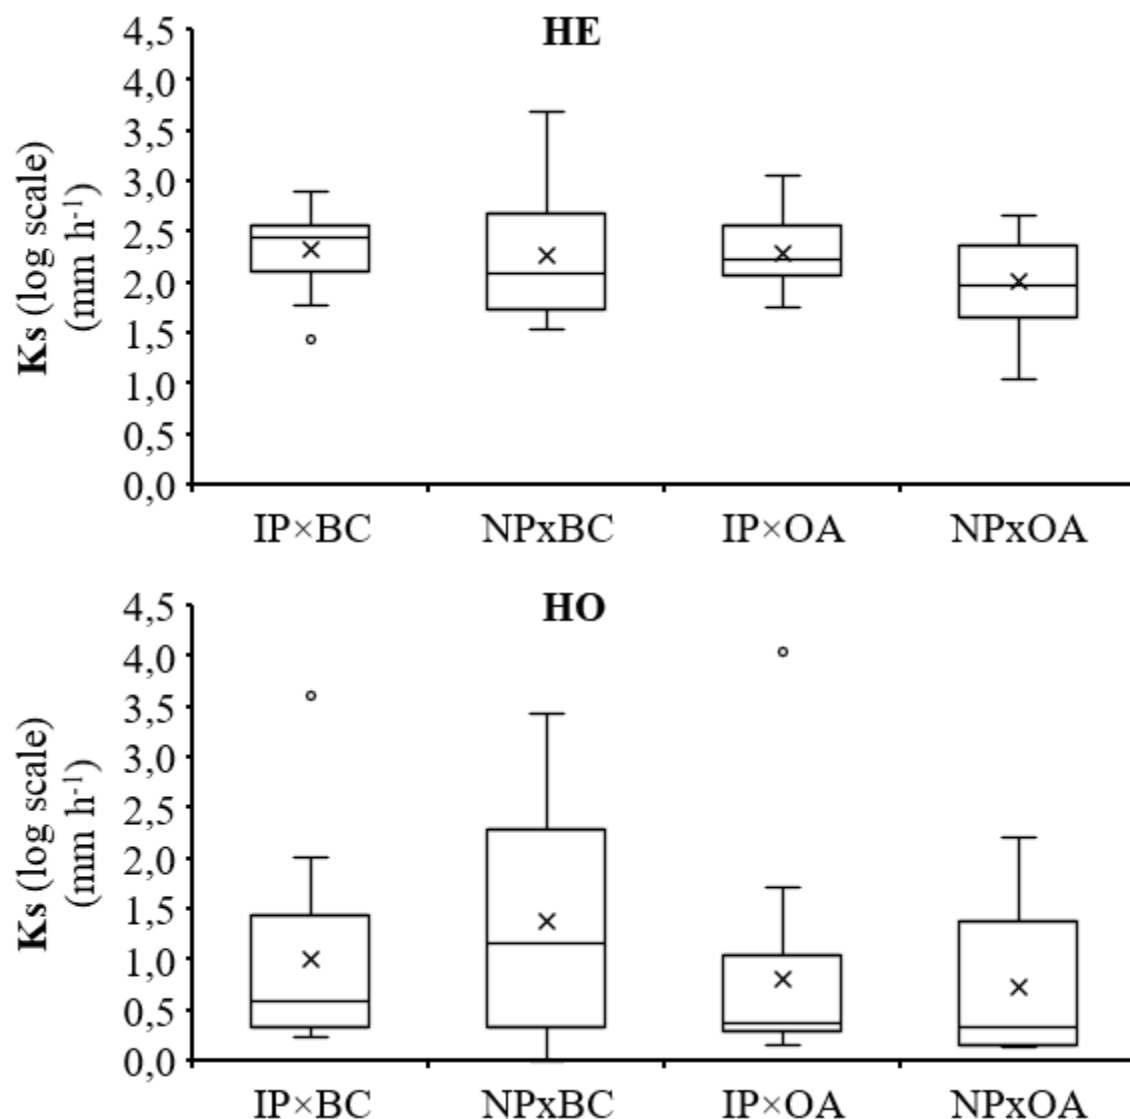 HE
4,5
4,0
3,5
3,0
2,5
2,0
1,5
1,0
0,5
0,0
Ks (log scale)
(mm h⁻¹)
IP×BC NPxBC IP×OA NPxOA
HO
4,5
4,0
3,5
3,0
2,5
2,0
1,5
1,0
0,5
0,0
Ks (log scale)
(mm h⁻¹)
IP×BC NPxBC IP×OA NPxOA